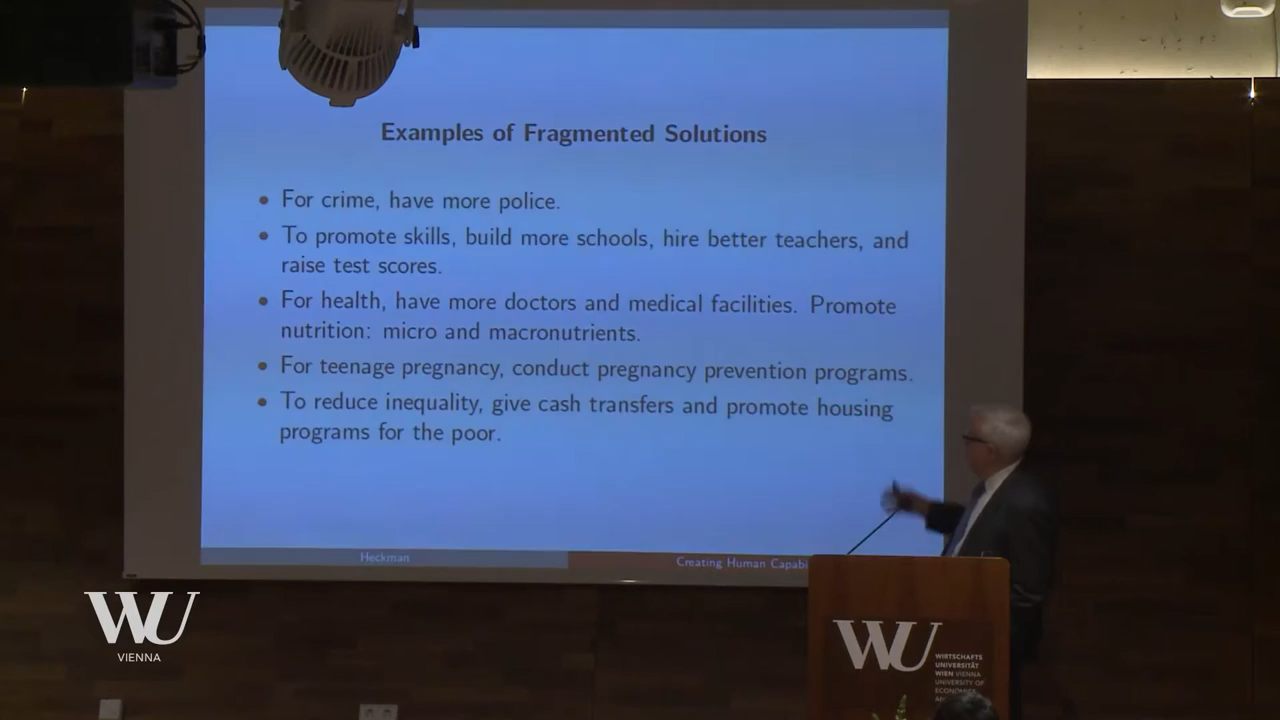 Examples of Fragmented Solutions
• For crime, have more police.
• To promote skills, build more schools, hire better teachers, and
raise test scores.
• For health, have more doctors and medical facilities. Promote
nutrition: micro and macronutrients.
• For teenage pregnancy, conduct pregnancy prevention programs.
• To reduce inequality, give cash transfers and promote housing
programs for the poor.
Heckman
Creating Human
WU
VIENNA
WU
WIRTSCHAFTS
UNIVERSITÄT
WIEN VIENNA
UNIVERSITY OF
ECONOMICS